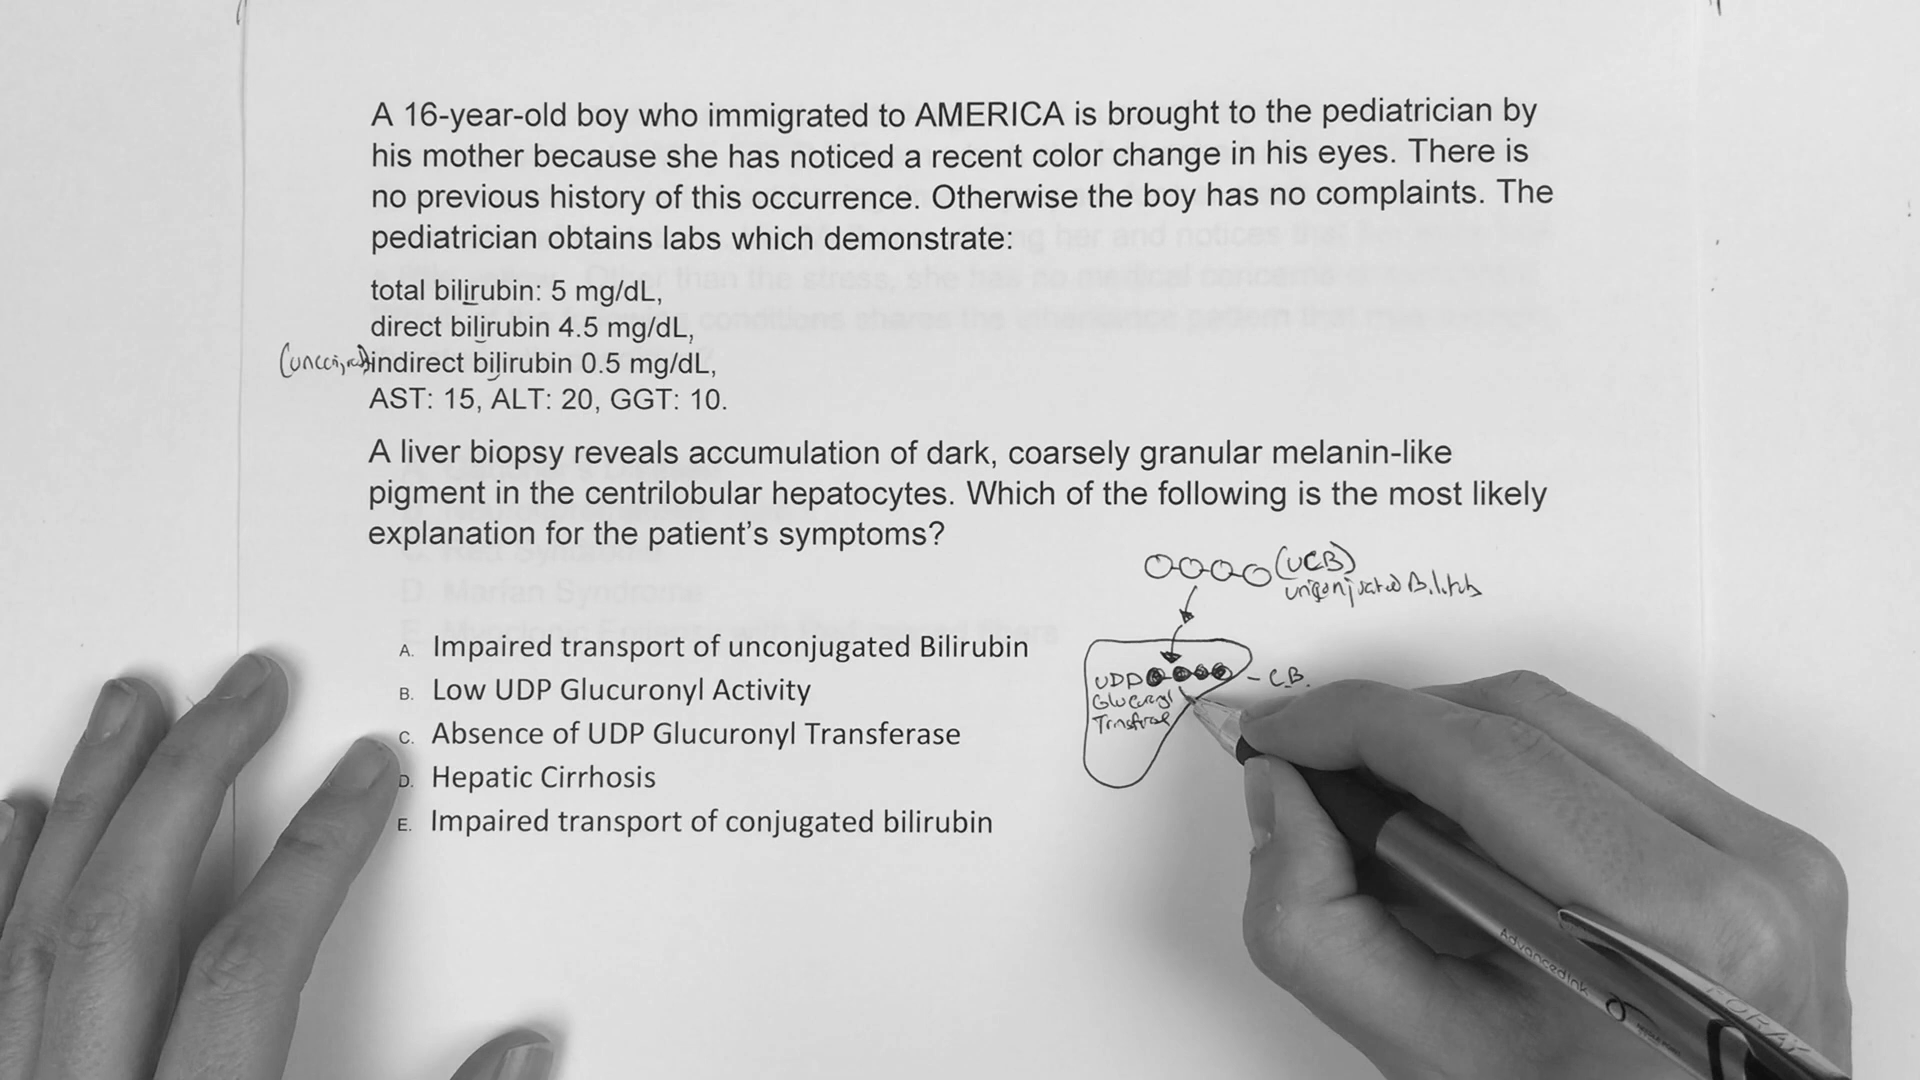 A 16-year-old boy who immigrated to AMERICA is brought to the pediatrician by
his mother because she has noticed a recent color change in his eyes. There is
no previous history of this occurrence. Otherwise the boy has no complaints. The
pediatrician obtains labs which demonstrate:
total bilirubin: 5 mg/dL,
direct bilirubin 4.5 mg/dL,
indirect bilirubin 0.5 mg/dL,
AST: 15, ALT: 20, GGT: 10.
A liver biopsy reveals accumulation of dark, coarsely granular melanin-like
pigment in the centrilobular hepatocytes. Which of the following is the most likely
explanation for the patient's symptoms?
(UCB)
A. Impaired transport of unconjugated Bilirubin
B. Low UDP Glucuronyl Activity
C. Absence of UDP Glucuronyl Transferase
D. Hepatic Cirrhosis
E. Impaired transport of conjugated bilirubin
UDP
- C.B.
D. Marfan Syndrome
Advanced Ink
FORAY